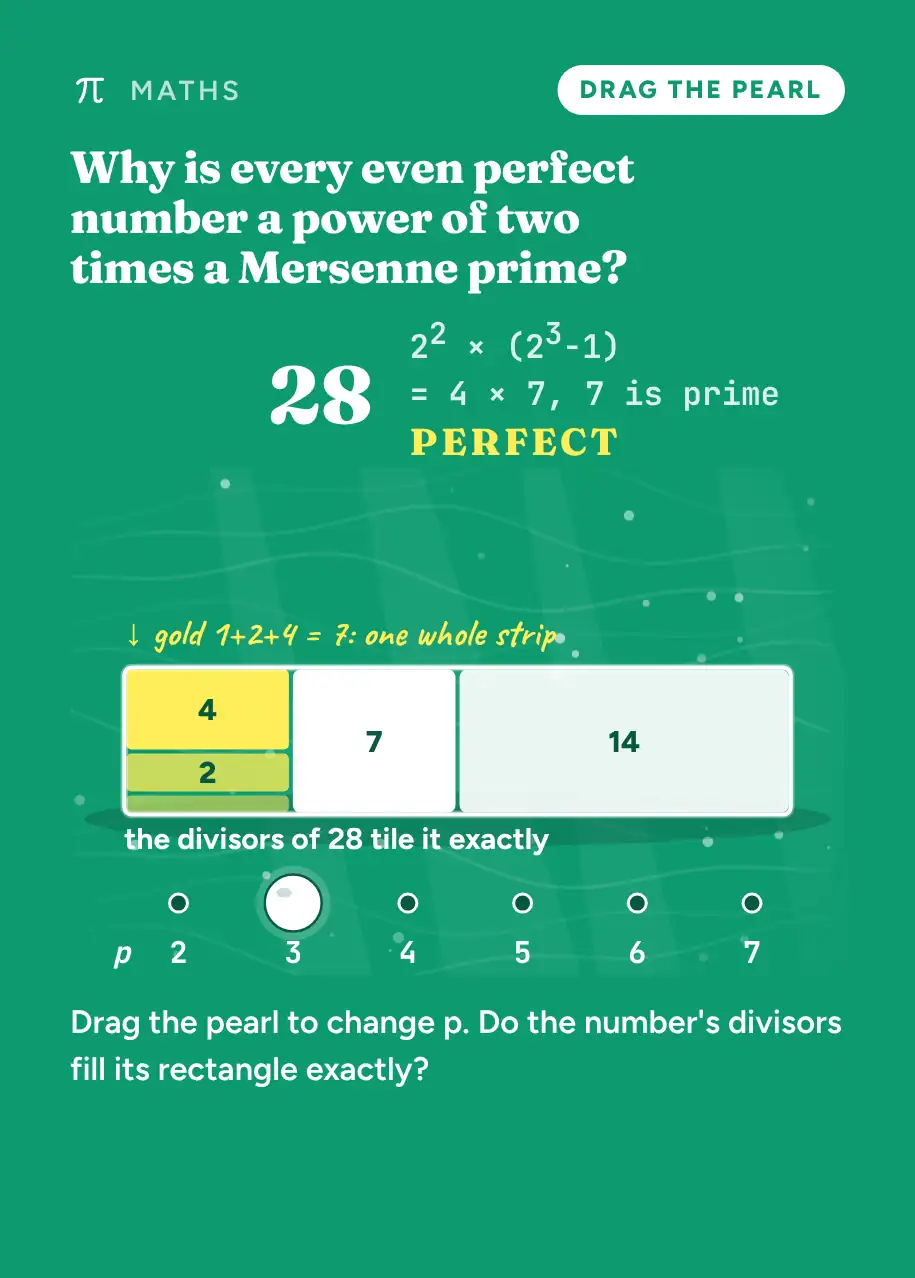 π MATHS
DRAG THE PEARL
Why is every even perfect
number a power of two
times a Mersenne prime?
28
2² × (2³-1)
= 4 × 7, 7 is prime
PERFECT
↓ gold 1+2+4 = 7: one whole strip
4
2
7
14
the divisors of 28 tile it exactly
p 2 3 4 5 6 7
Drag the pearl to change p. Do the number's divisors
fill its rectangle exactly?